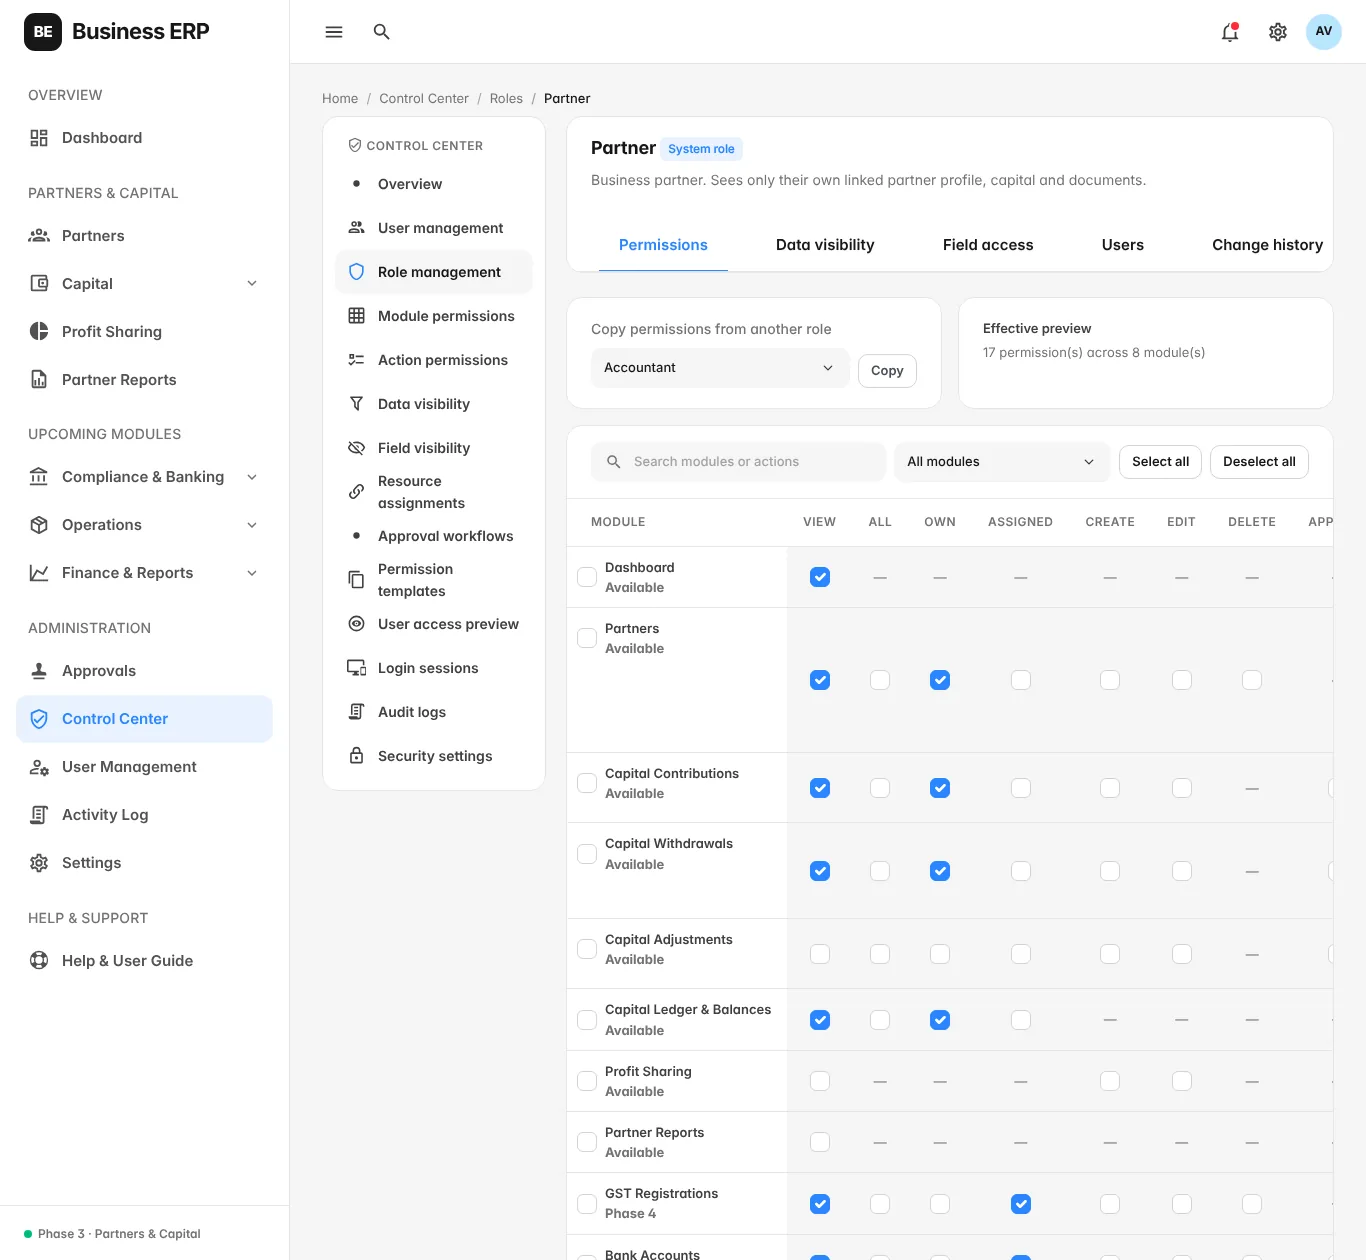 BE Business ERP
OVERVIEW
Dashboard
PARTNERS & CAPITAL
Partners
Capital
Profit Sharing
Partner Reports
UPCOMING MODULES
Compliance & Banking
Operations
Finance & Reports
ADMINISTRATION
Approvals
Control Center
User Management
Activity Log
Settings
HELP & SUPPORT
Help & User Guide
Phase 3 · Partners & Capital
AV
Home / Control Center / Roles / Partner
CONTROL CENTER
Overview
User management
Role management
Module permissions
Action permissions
Data visibility
Field visibility
Resource
assignments
Approval workflows
Permission
templates
User access preview
Login sessions
Audit logs
Security settings
Partner System role
Business partner. Sees only their own linked partner profile, capital and documents.
Permissions Data visibility Field access Users Change history
Copy permissions from another role
Accountant Copy
Effective preview
17 permission(s) across 8 module(s)
Search modules or actions All modules Select all Deselect all
MODULE VIEW ALL OWN ASSIGNED CREATE EDIT DELETE APP
Dashboard
Available — — — — — —
Partners
Available
Capital Contributions
Available —
Capital Withdrawals
Available —
Capital Adjustments
Available —
Capital Ledger & Balances
Available — — —
Profit Sharing
Available — — — —
Partner Reports
Available — — — — — —
GST Registrations
Phase 4
Bank Accounts